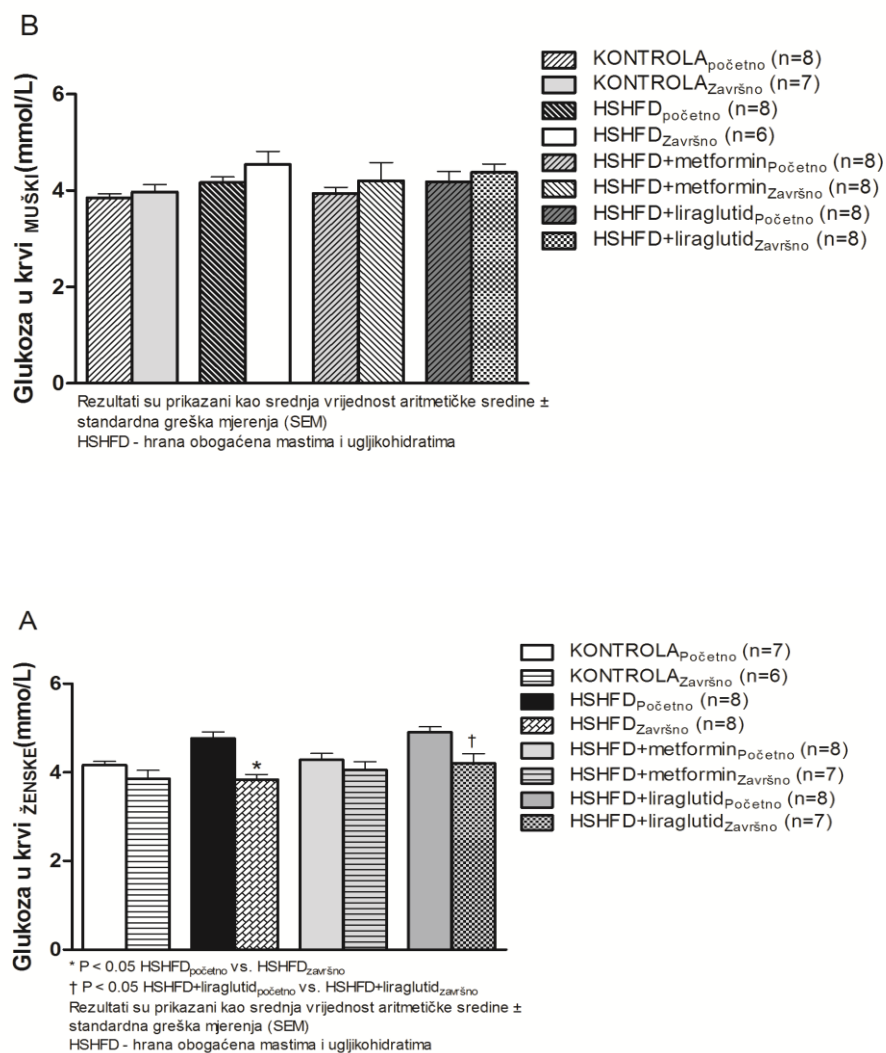 B
KONTROLApočetno (n=8)
KONTROLAZavršno (n=7)
HSHFDpočetno (n=8)
HSHFDZavršno (n=6)
HSHFD+metforminPočetno (n=8)
HSHFD+metforminZavršno (n=8)
HSHFD+liraglutidPočetno (n=8)
HSHFD+liraglutidZavršno (n=8)
Glukoza u krvi MUŠKI(mmol/L)
6
4
2
0
Rezultati su prikazani kao srednja vrijednost aritmetičke sredine ±
standardna greška mjerenja (SEM)
HSHFD - hrana obogaćena mastima i ugljikohidratima
A
KONTROLAPočetno (n=7)
KONTROLAZavršno (n=6)
HSHFDPočetno (n=8)
HSHFDZavršno (n=8)
HSHFD+metforminPočetno (n=8)
HSHFD+metforminZavršno (n=7)
HSHFD+liraglutidPočetno (n=8)
HSHFD+liraglutidZavršno (n=7)
Glukoza u krvi ŽENSKE(mmol/L)
6
4
2
0
*
†
* P < 0.05 HSHFDpočetno vs. HSHFDzavršno
† P < 0.05 HSHFD+liraglutidpočetno vs. HSHFD+liraglutidzavršno
Rezultati su prikazani kao srednja vrijednost aritmetičke sredine ±
standardna greška mjerenja (SEM)
HSHFD - hrana obogaćena mastima i ugljikohidratima